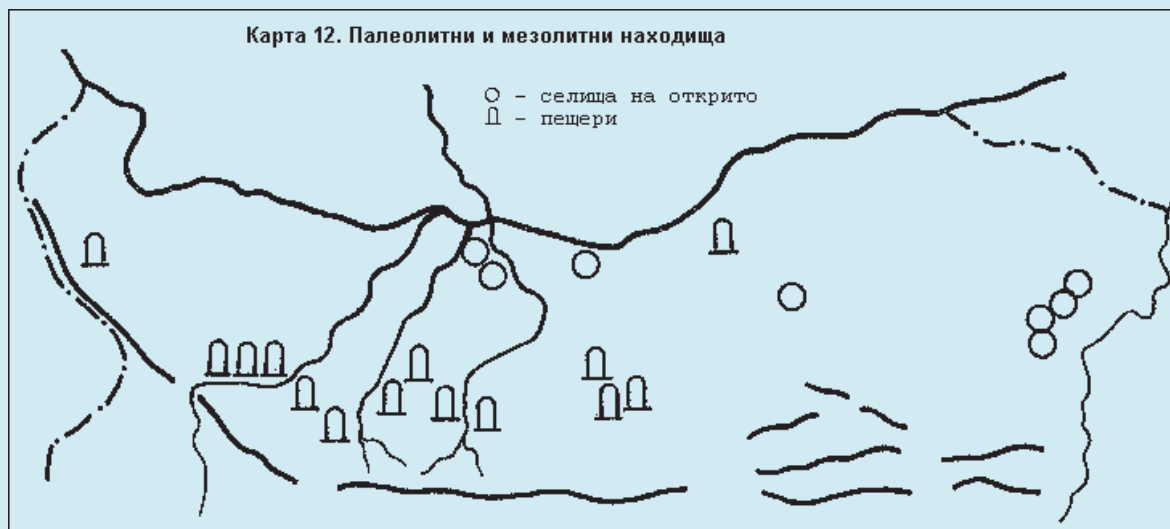 Карта 12. Палеолитни и мезолитни находища
- селища на открито
- пещери